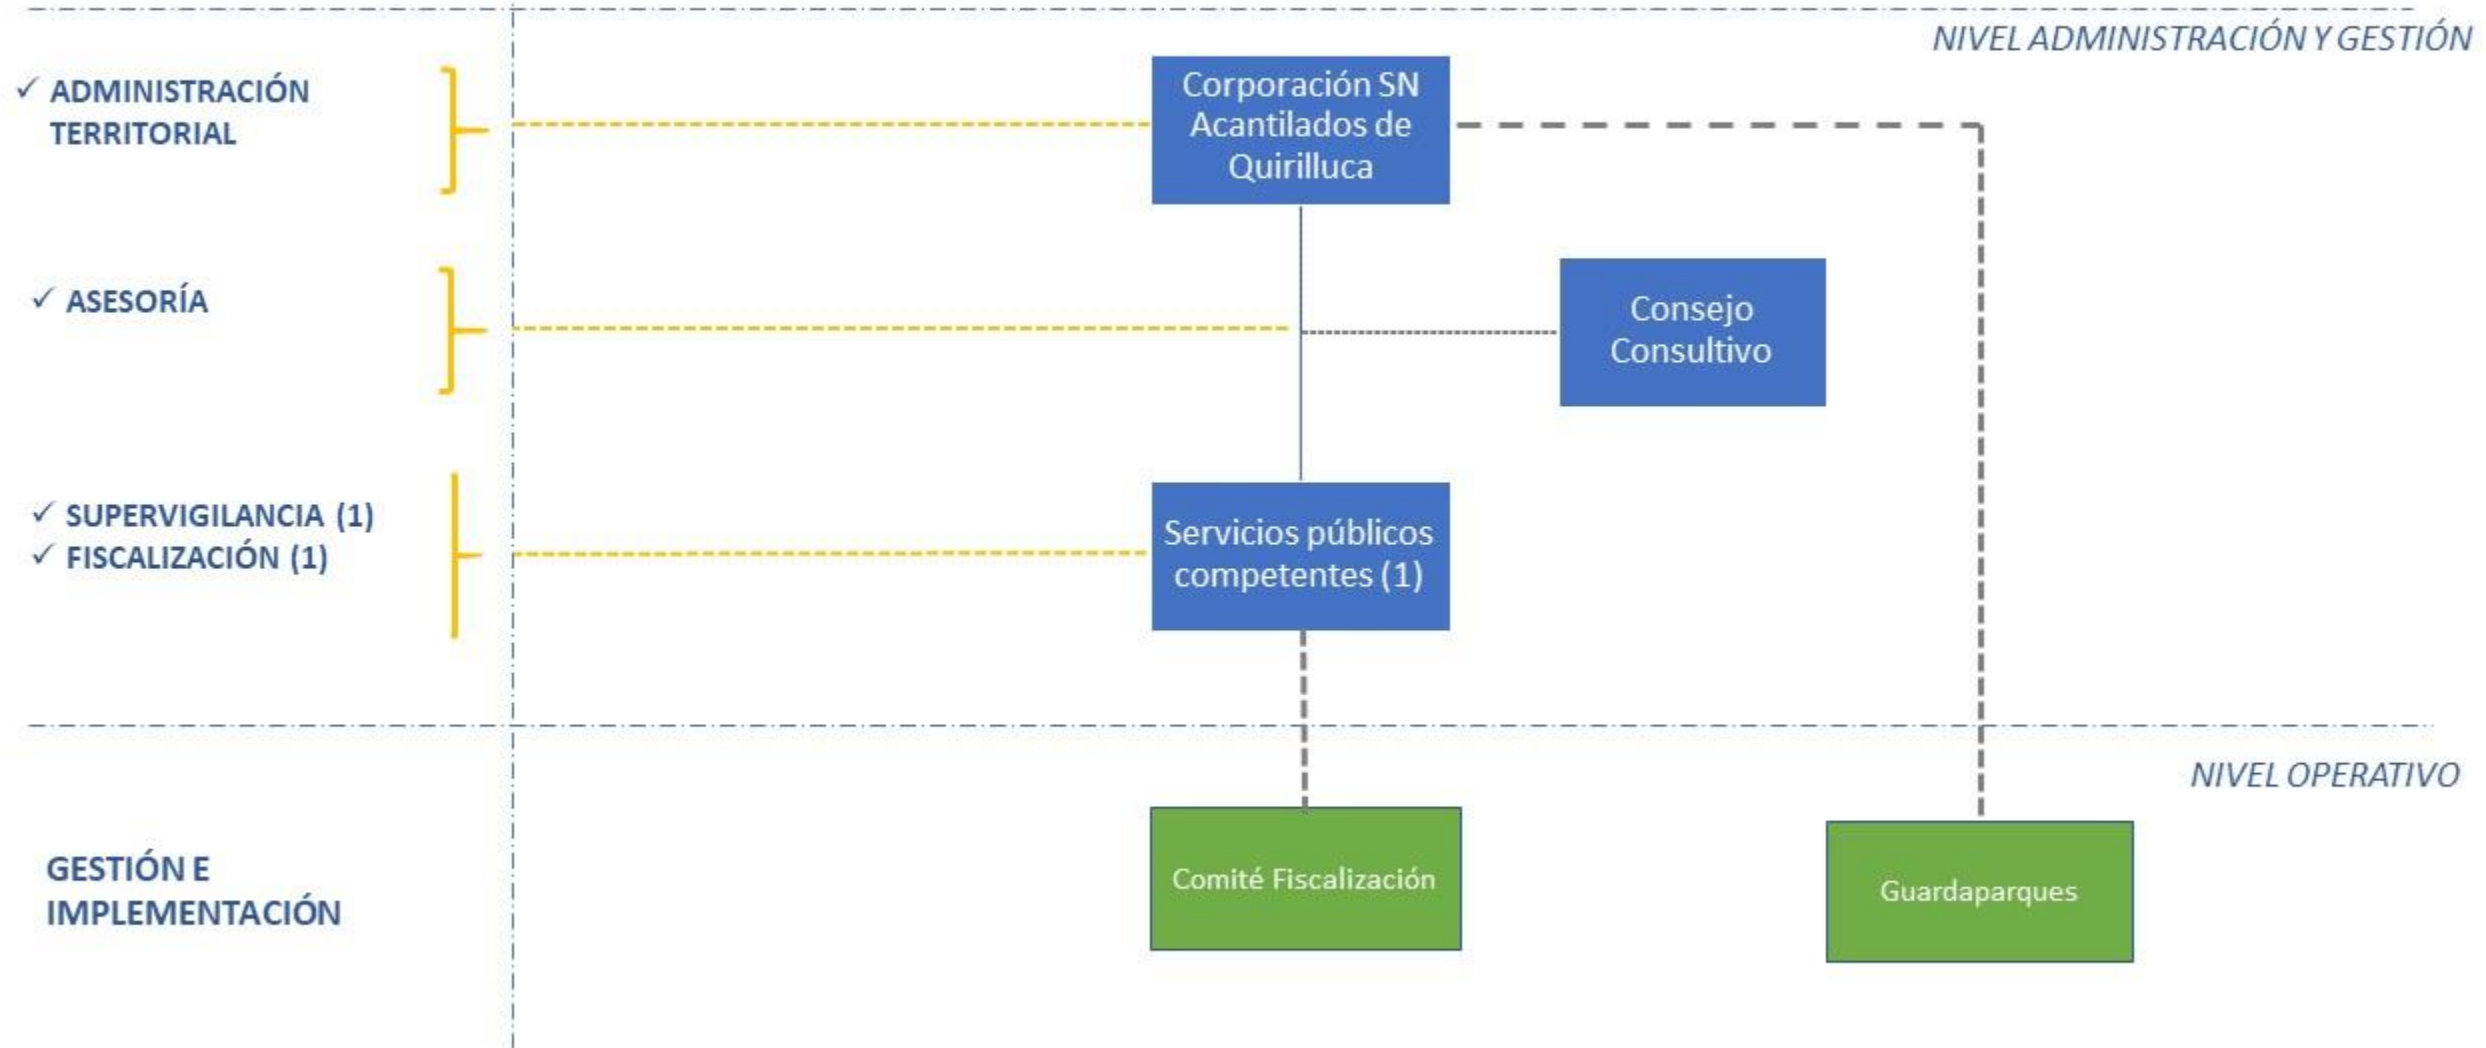 NIVEL ADMINISTRACIÓN Y GESTIÓN
✓ ADMINISTRACIÓN
TERRITORIAL
Corporación SN
Acantilados de
Quirilluca
✓ ASESORÍA
Consejo
Consultivo
✓ SUPERVIGILANCIA (1)
✓ FISCALIZACIÓN (1)
Servicios públicos
competentes (1)
NIVEL OPERATIVO
GESTIÓN E
IMPLEMENTACIÓN
Comité Fiscalización
Guardaparques